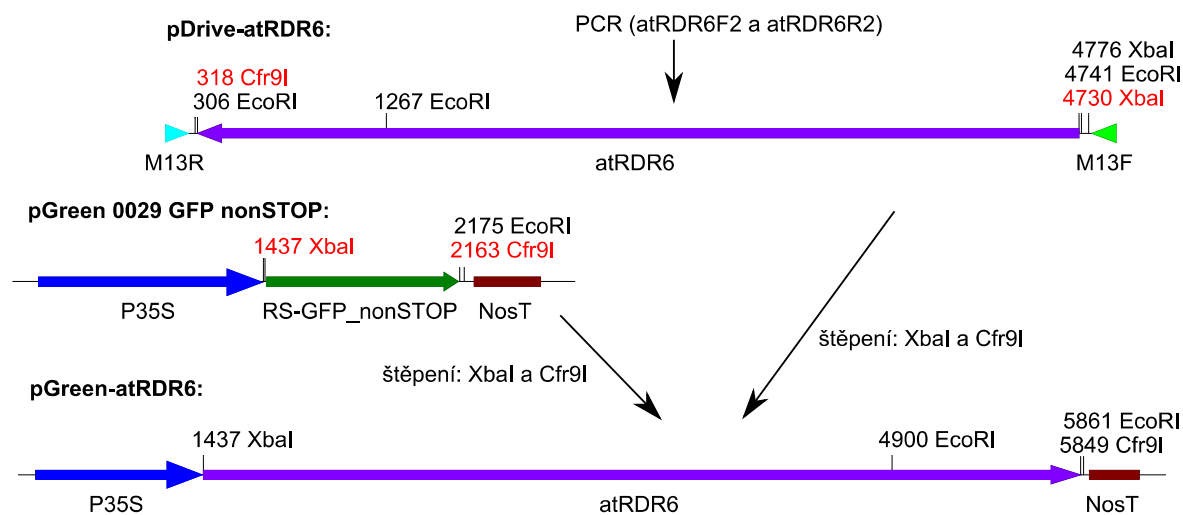 pDrive-atRDR6:
PCR (atRDR6F2 a atRDR6R2)
4776 XbaI
318 Cfr9I
4741 EcoRI
306 EcoRI
1267 EcoRI
4730 XbaI
M13R
atRDR6
M13F
pGreen 0029 GFP nonSTOP:
2175 EcoRI
1437 XbaI
2163 Cfr9I
P35S
RS-GFP_nonSTOP
NosT
štěpení: XbaI a Cfr9I
štěpení: XbaI a Cfr9I
pGreen-atRDR6:
5861 EcoRI
1437 XbaI
4900 EcoRI
5849 Cfr9I
P35S
atRDR6
NosT